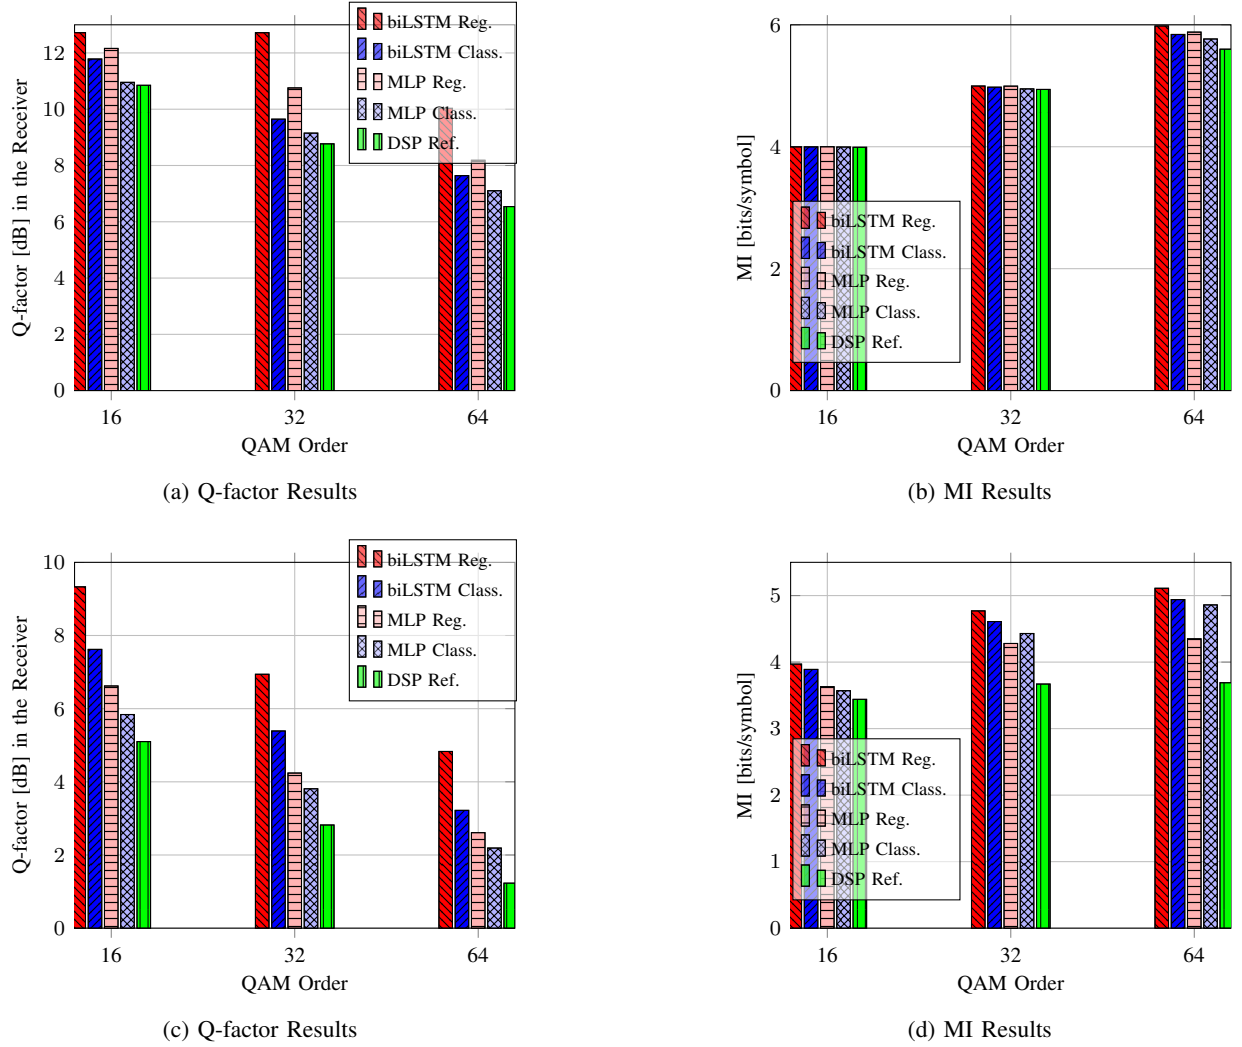 biLSTM Reg.
biLSTM Class.
MLP Reg.
MLP Class.
DSP Ref.
12
10
8
6
4
2
0
16
32
64
Q-factor [dB] in the Receiver
QAM Order
(a) Q-factor Results
6
4
2
0
16
32
64
MI [bits/symbol]
biLSTM Reg.
biLSTM Class.
MLP Reg.
MLP Class.
DSP Ref.
QAM Order
(b) MI Results
10
8
6
4
2
0
16
32
64
Q-factor [dB] in the Receiver
biLSTM Reg.
biLSTM Class.
MLP Reg.
MLP Class.
DSP Ref.
QAM Order
(c) Q-factor Results
5
4
3
2
1
0
16
32
64
MI [bits/symbol]
biLSTM Reg.
biLSTM Class.
MLP Reg.
MLP Class.
DSP Ref.
QAM Order
(d) MI Results